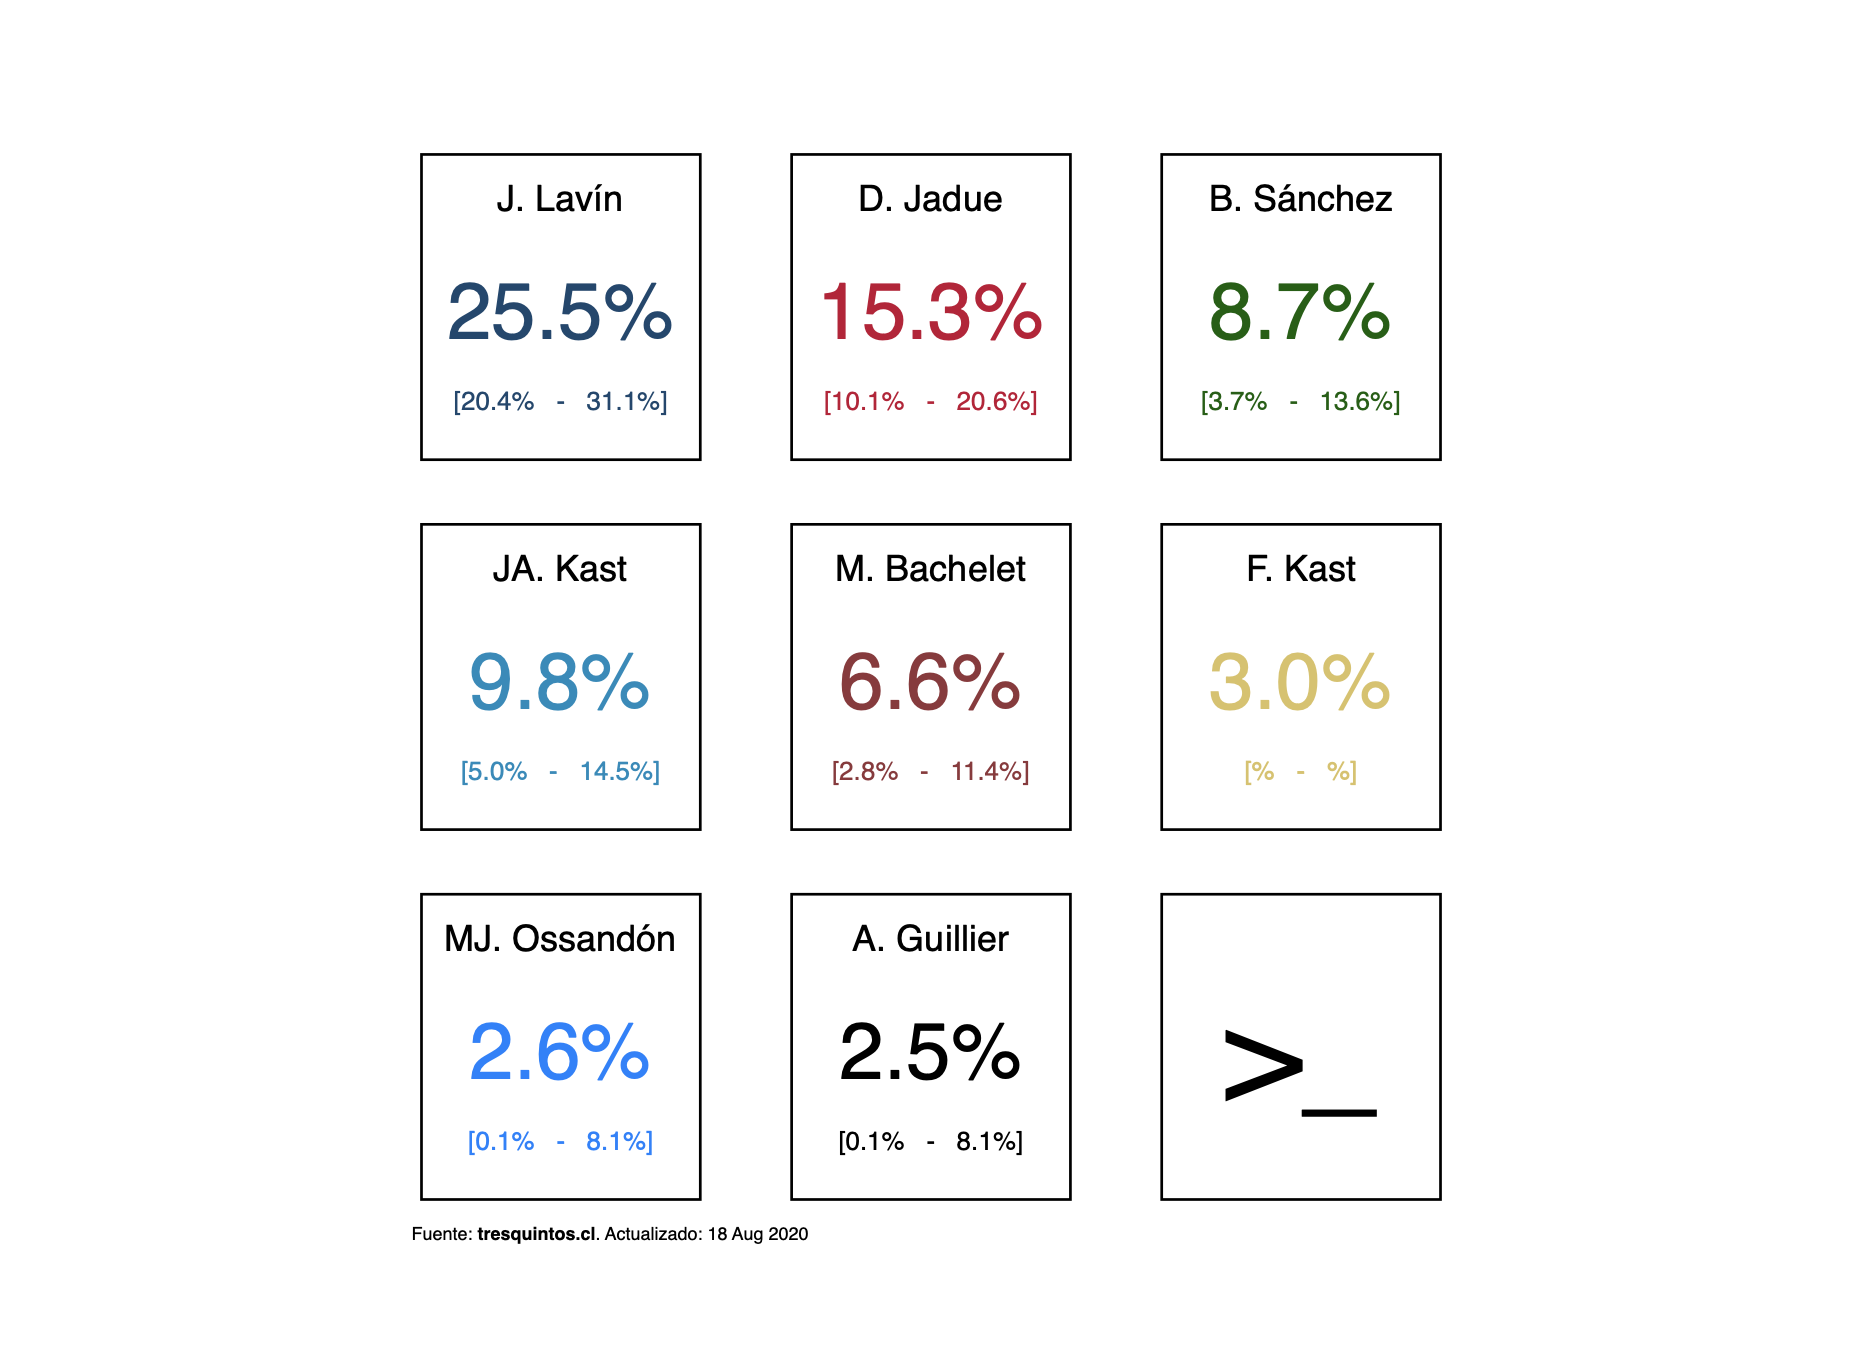 J. Lavín
25.5%
[20.4% - 31.1%]
D. Jadue
15.3%
[10.1% - 20.6%]
B. Sánchez
8.7%
[3.7% - 13.6%]
JA. Kast
9.8%
[5.0% - 14.5%]
M. Bachelet
6.6%
[2.8% - 11.4%]
F. Kast
3.0%
[% - %]
MJ. Ossandón
2.6%
[0.1% - 8.1%]
A. Guillier
2.5%
[0.1% - 8.1%]
>_
Fuente: tresquintos.cl. Actualizado: 18 Aug 2020